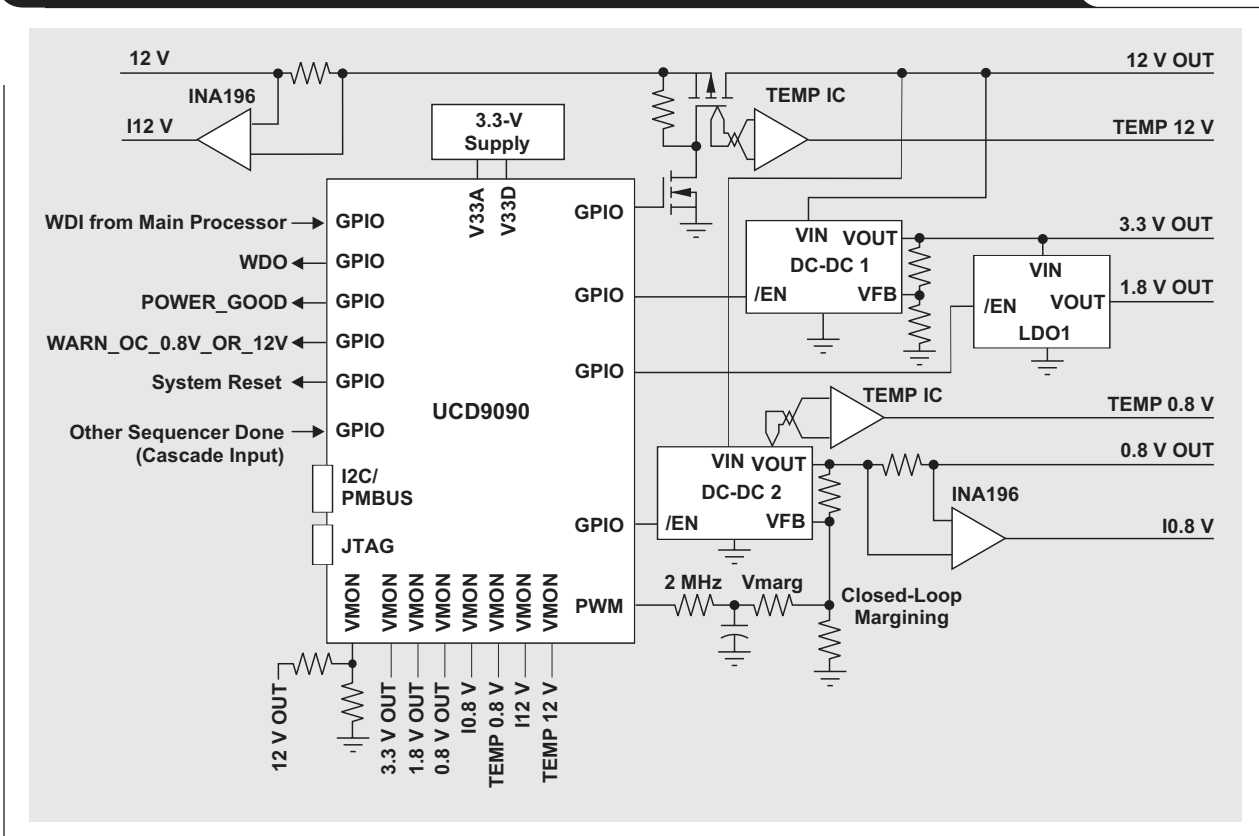 12 V
12 V OUT
INA196
TEMP IC
I12 V
3.3-V
Supply
TEMP 12 V
V33A
V33D
WDI from Main Processor
GPIO
GPIO
WDO
GPIO
VIN
VOUT
DC-DC 1
/EN
VFB
3.3 V OUT
VIN
/EN
VOUT
LDO1
1.8 V OUT
POWER_GOOD
GPIO
GPIO
WARN_OC_0.8V_OR_12V
GPIO
System Reset
GPIO
GPIO
UCD9090
TEMP IC
TEMP 0.8 V
Other Sequencer Done
(Cascade Input)
GPIO
0.8 V OUT
VIN
VOUT
DC-DC 2
/EN
VFB
INA196
I2C/
PMBUS
GPIO
I0.8 V
JTAG
VMON
VMON
VMON
VMON
VMON
VMON
VMON
VMON
PWM
2 MHz
Vmarg
Closed-Loop
Margining
12 V OUT
3.3 V OUT
1.8 V OUT
0.8 V OUT
I0.8 V
TEMP 0.8 V
I12 V
TEMP 12 V